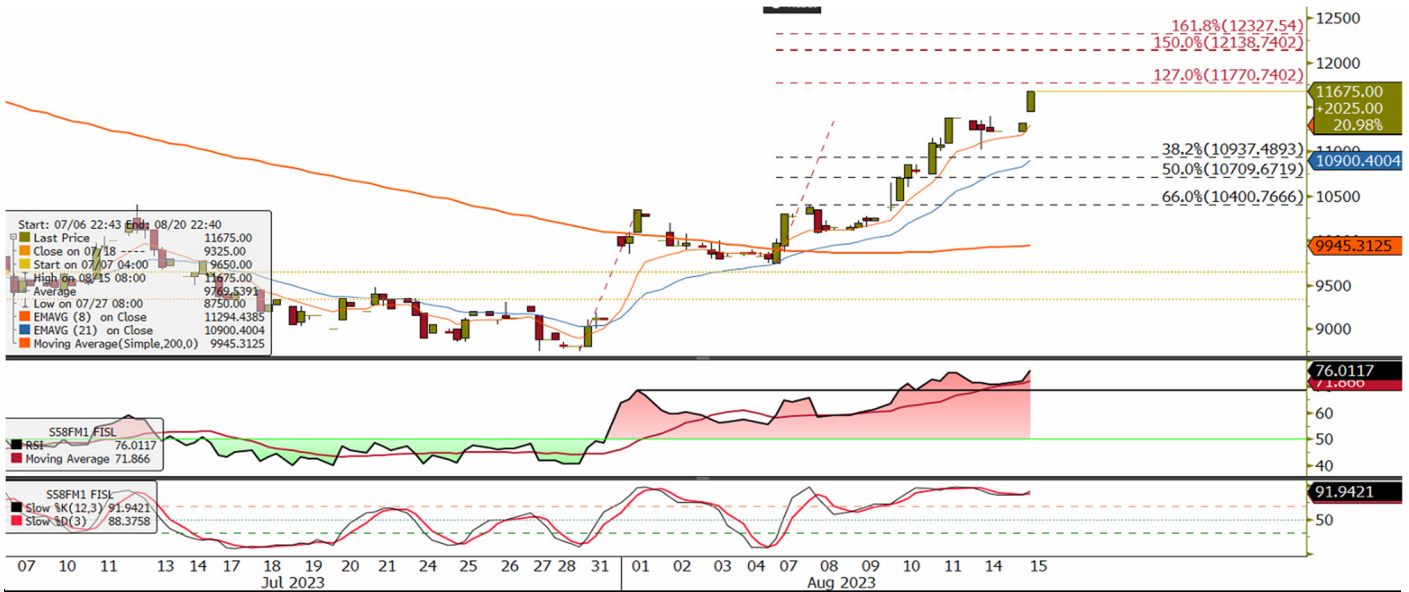 12500
161.8%(12327.54)
150.0%(12138.7402)
12000
127.0%(11770.7402)
11675.00
+2025.00
20.98%
11000
38.2%(10937.4893)
10900.4004
50.0%(10709.6719)
10500
66.0%(10400.7666)
9945.3125
9500
9000
Start: 07/06 22:43 End: 08/20 22:40
Last Price 11675.00
Close on 07/18 ---- 9325.00
Start on 07/07 04:00 9650.00
High on 08/15 08:00 11675.00
Average 9769.5391
Low on 07/27 08:00 8750.00
EMAVG (8) on Close 11294.4385
EMAVG (21) on Close 10900.4004
Moving Average(Simple,200,0) 9945.3125
76.0117
71.866
60
50
40
S58FM1 FISL
RSI 76.0117
Moving Average 71.866
91.9421
50
S58FM1 FISL
Slow %K(12,3) 91.9421
Slow %D(3) 88.3758
07 10 11 13 14 17 18 19 20 21 24 25 26 27 28 31 01 02 03 04 07 08 09 10 11 14 15
Jul 2023 Aug 2023